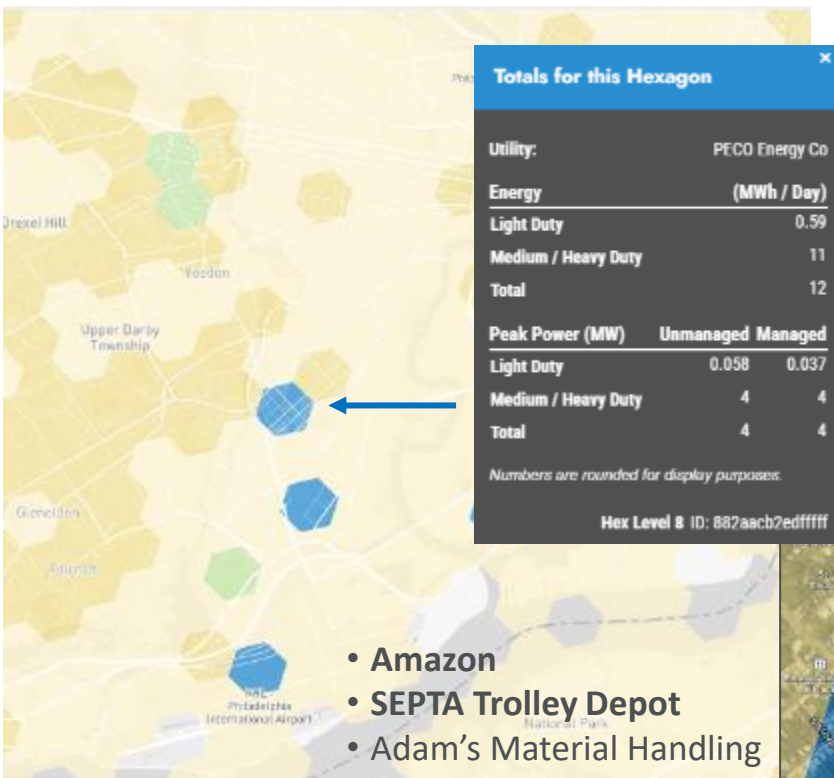 Totals for this Hexagon ×
Utility: PECO Energy Co
Energy (MWh / Day)
Light Duty 0.59
Medium / Heavy Duty 11
Total 12
Peak Power (MW) Unmanaged Managed
Light Duty 0.058 0.037
Medium / Heavy Duty 4 4
Total 4 4
Numbers are rounded for display purposes.
Hex Level 8 ID: 882aacb2edfffff
Drexel Hill
Yeadon
Upper Darby
Township
Glenolden
Folcroft
PHL
Philadelphia
International Airport
National Park
• Amazon
• SEPTA Trolley Depot
• Adam's Material Handling